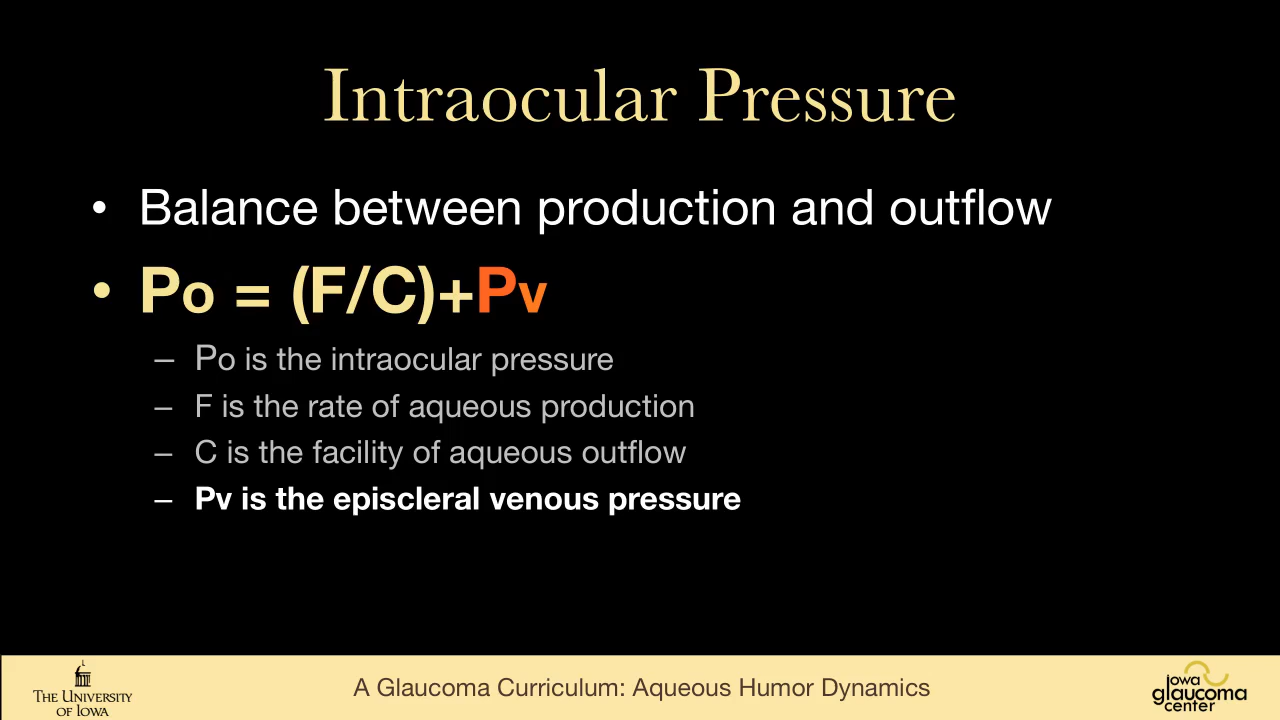 Intraocular Pressure
• Balance between production and outflow
• Po = (F/C)+Pv
– Po is the intraocular pressure
– F is the rate of aqueous production
– C is the facility of aqueous outflow
– Pv is the episcleral venous pressure
THE UNIVERSITY
OF IOWA
A Glaucoma Curriculum: Aqueous Humor Dynamics
iowa
glaucoma
center